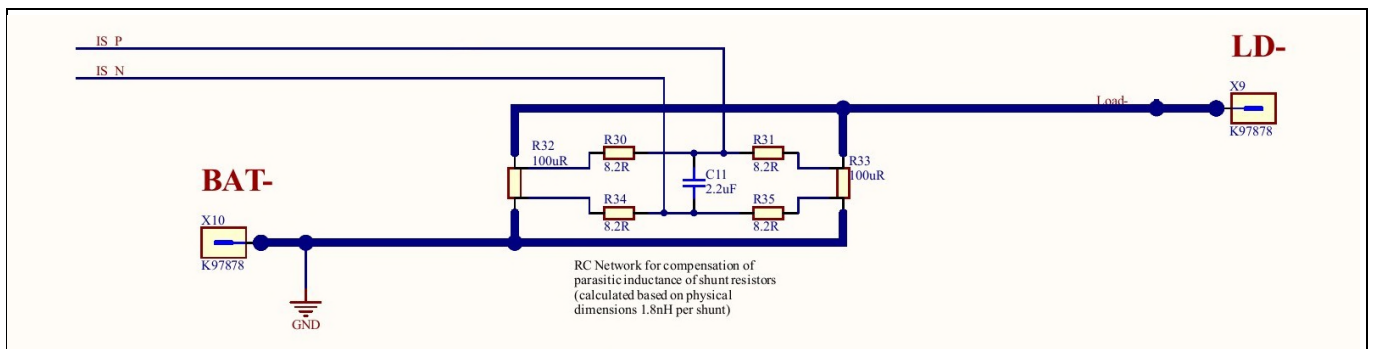 IS P
IS N
LD-
X9
Load-
K97878
R32
100uR
R30
8.2R
R31
8.2R
R33
100uR
C11
2.2uF
BAT-
R34
8.2R
R35
8.2R
X10
K97878
RC Network for compensation of
parasitic inductance of shunt resistors
(calculated based on physical
dimensions 1.8nH per shunt)
GND